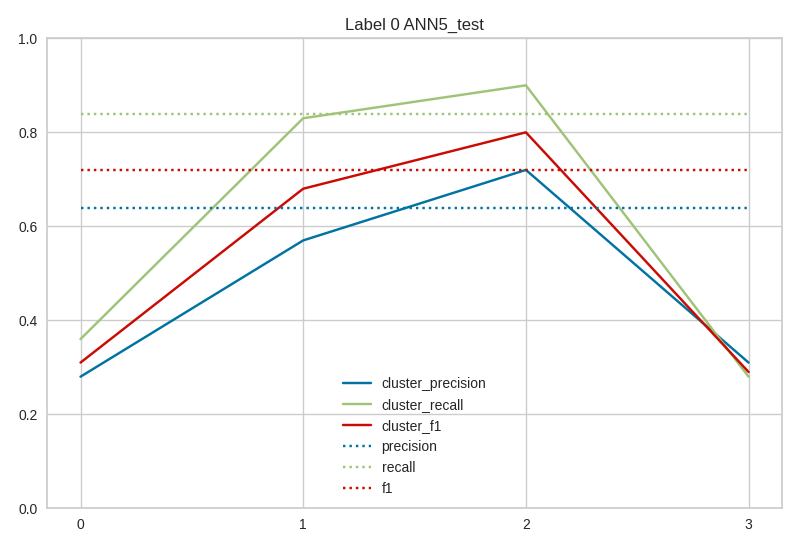 Label 0 ANN5_test
1.0
0.8
0.6
0.4
0.2
0.0
cluster_precision
cluster_recall
cluster_f1
precision
recall
f1
0 1 2 3